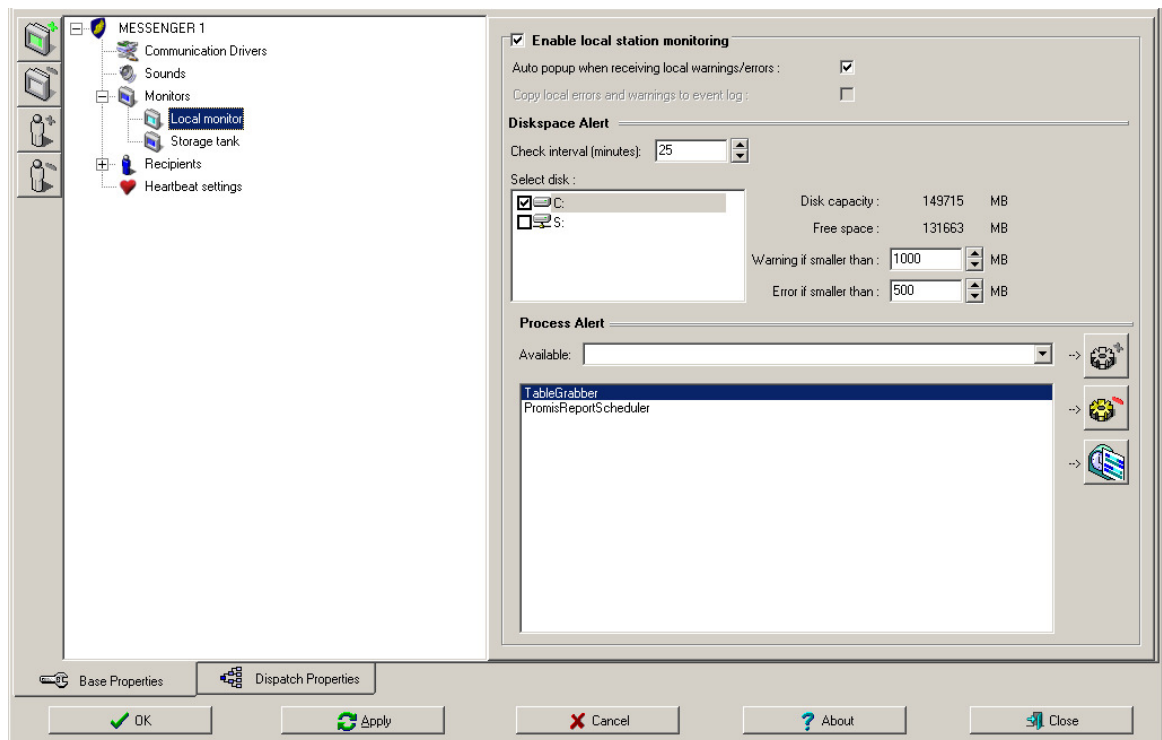 MESSENGER 1
Communication Drivers
Sounds
Monitors
Local monitor
Storage tank
Recipients
Heartbeat settings
Enable local station monitoring
Auto popup when receiving local warnings/errors :
Copy local errors and warnings to event log :
Diskspace Alert
Check interval (minutes): 25
Select disk :
C:
S:
Disk capacity : 149715 MB
Free space : 131663 MB
Warning if smaller than : 1000 MB
Error if smaller than : 500 MB
Process Alert
Available: -->
TableGrabber
PromisReportScheduler
-->
-->
Base Properties Dispatch Properties
OK Apply Cancel About Close